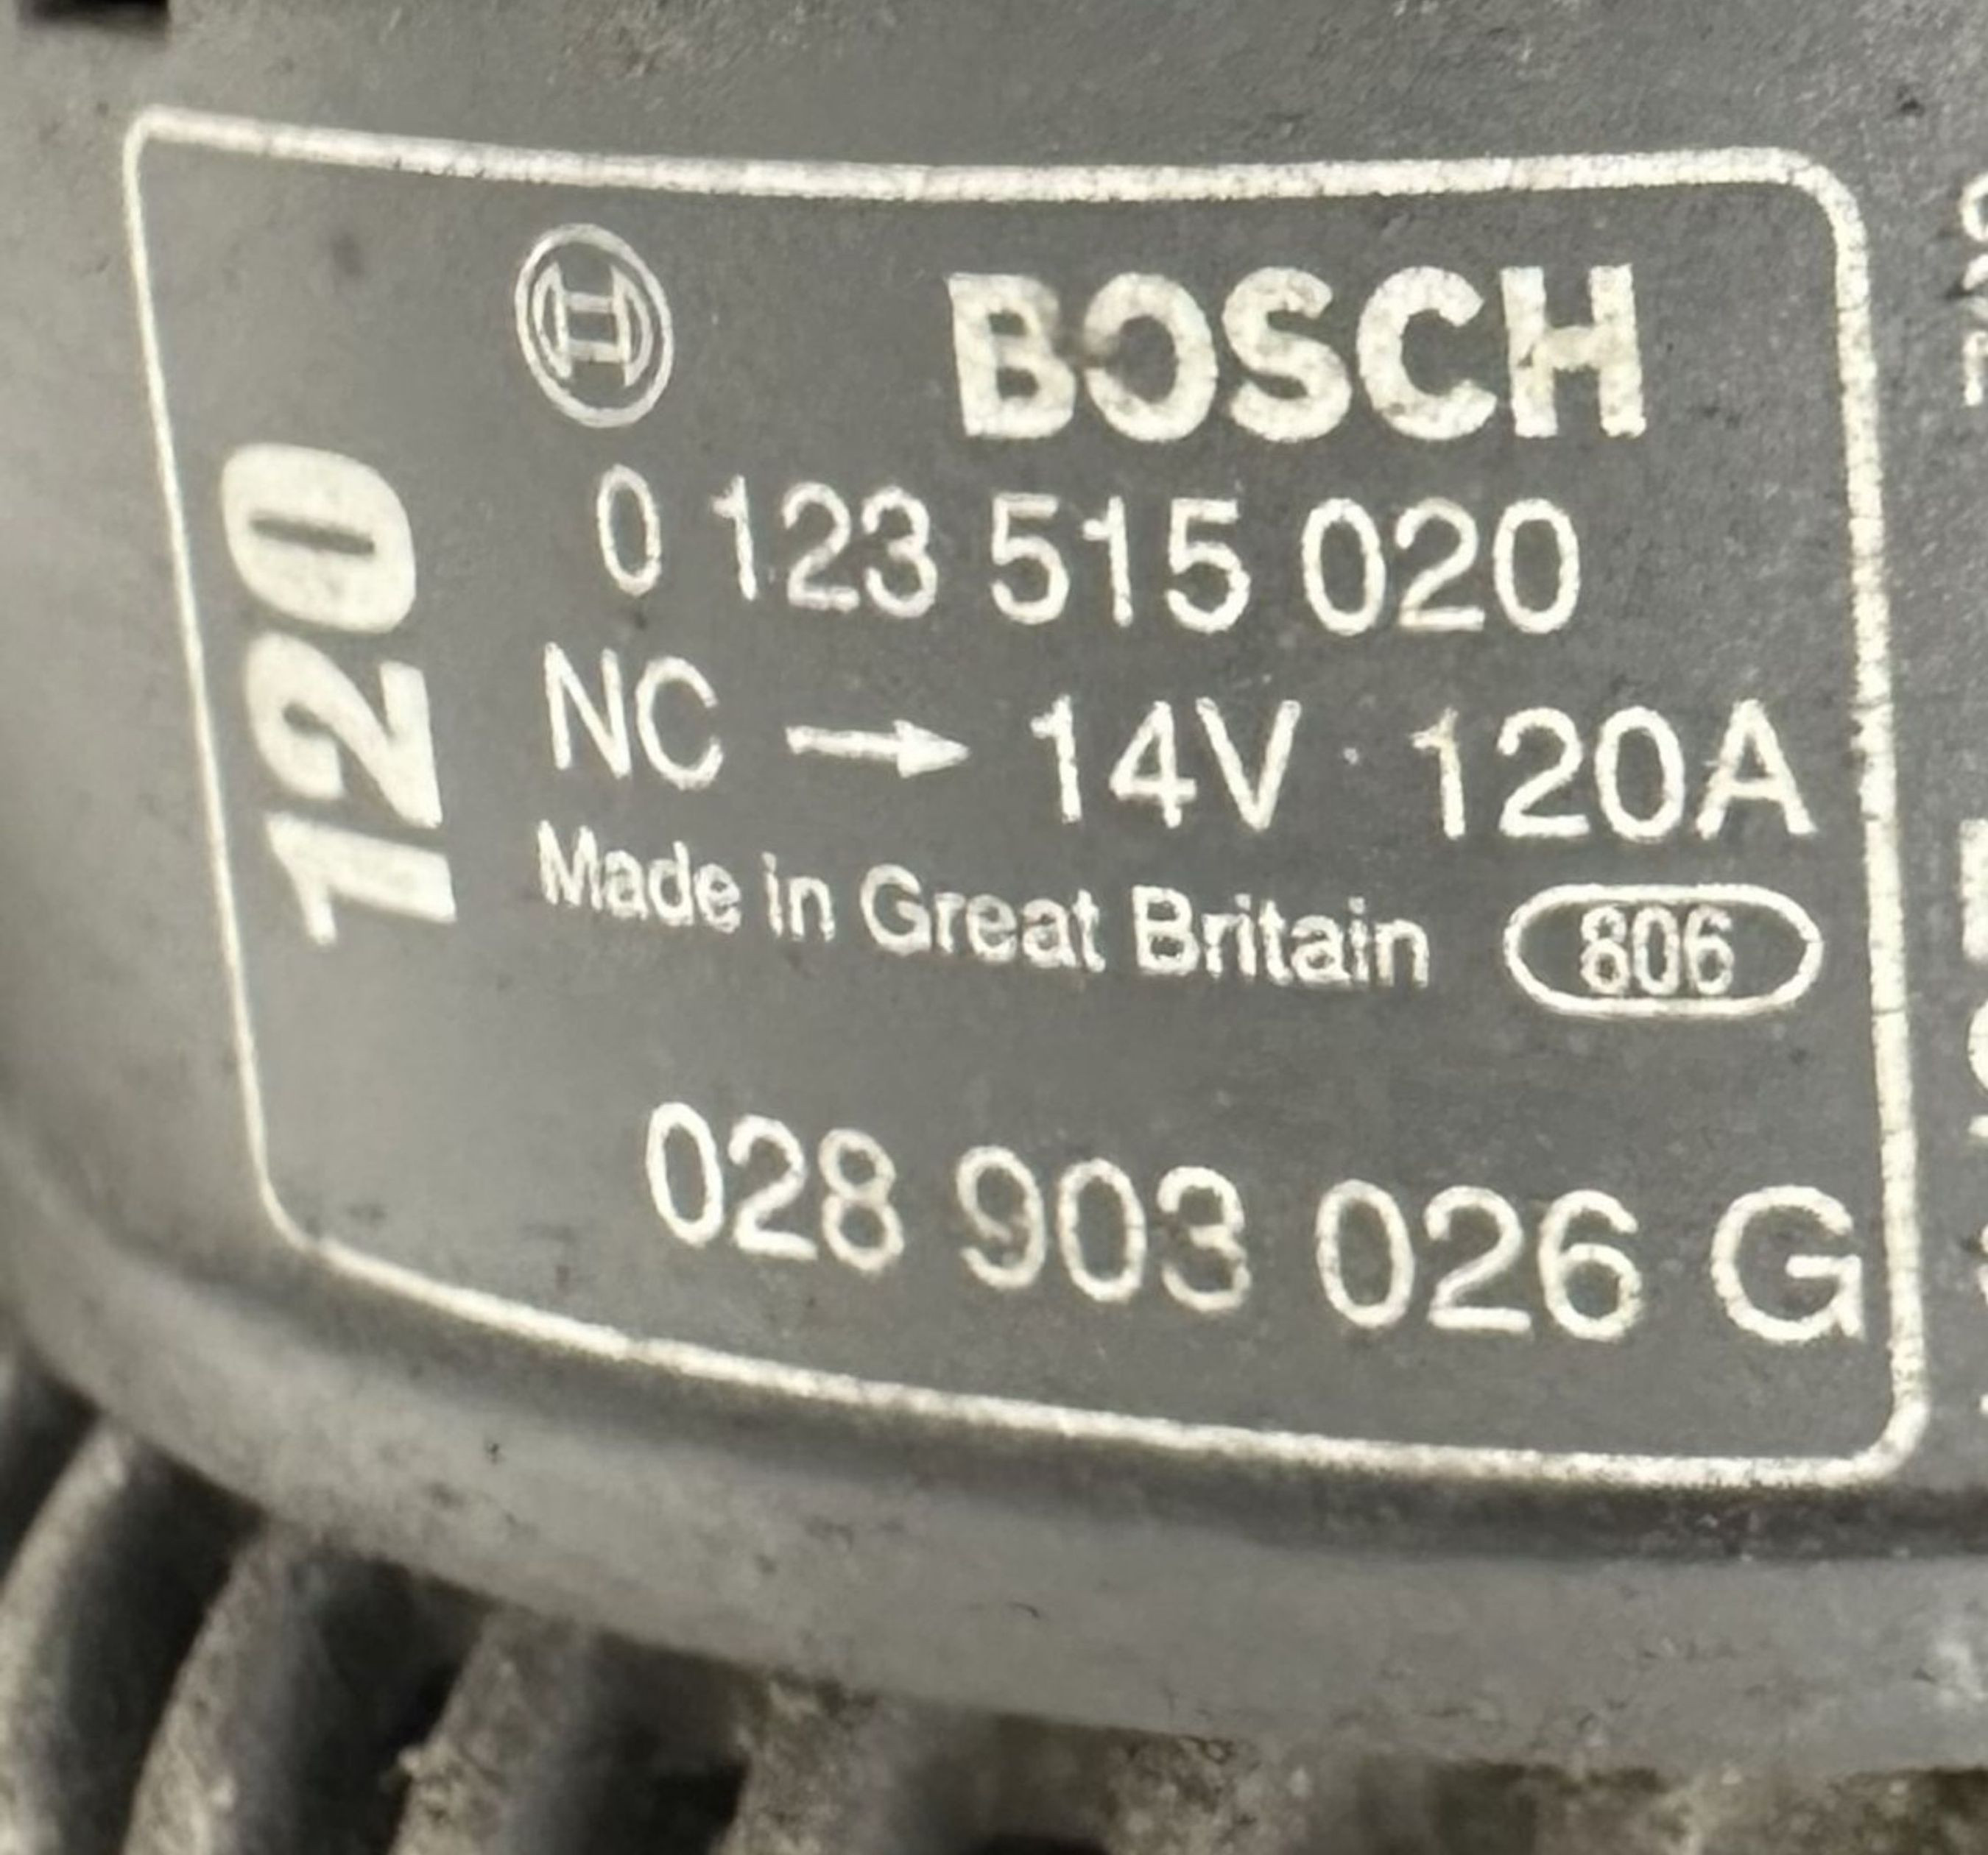 BOSCH
0 123 515 020
NC → 14V · 120A
Made in Great Britain 806
028 903 026 G
120